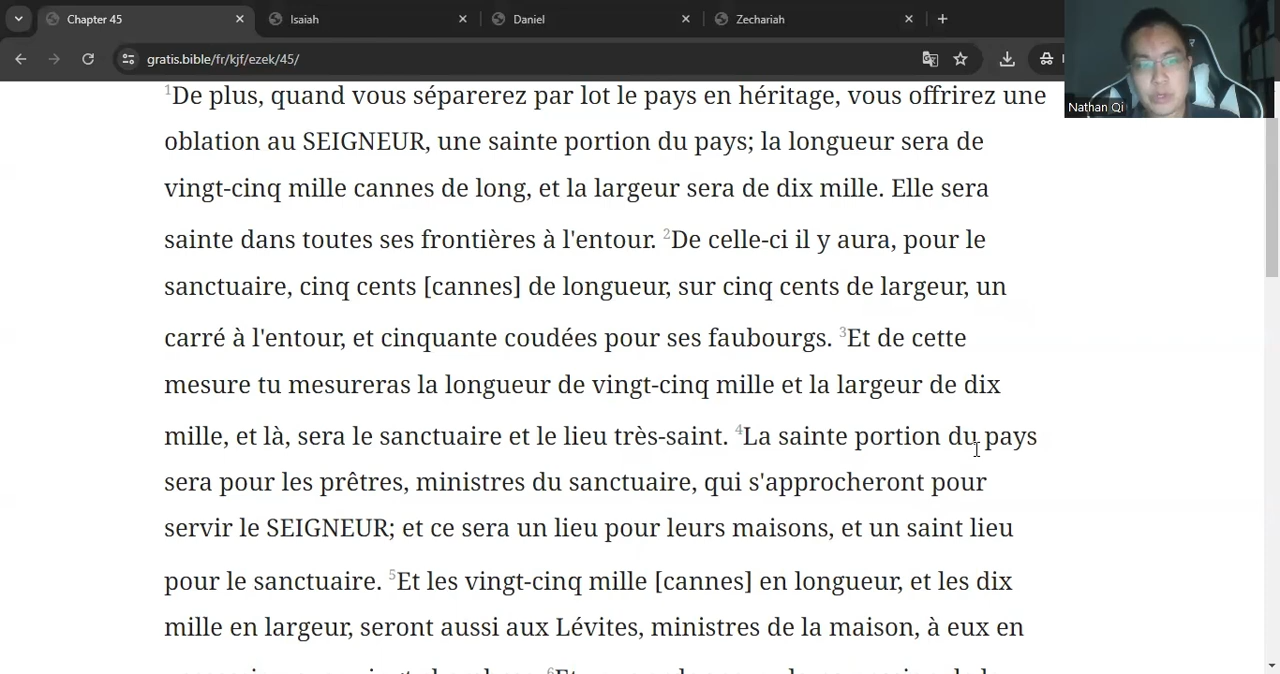 Chapter 45
Isaiah
Daniel
Zechariah
gratis.bible/fr/kjf/ezek/45/
Nathan Qi
1De plus, quand vous séparerez par lot le pays en héritage, vous offrirez une
oblation au SEIGNEUR, une sainte portion du pays; la longueur sera de
vingt-cinq mille cannes de long, et la largeur sera de dix mille. Elle sera
sainte dans toutes ses frontières à l'entour. 2De celle-ci il y aura, pour le
sanctuaire, cinq cents [cannes] de longueur, sur cinq cents de largeur, un
carré à l'entour, et cinquante coudées pour ses faubourgs. 3Et de cette
mesure tu mesureras la longueur de vingt-cinq mille et la largeur de dix
mille, et là, sera le sanctuaire et le lieu très-saint. 4La sainte portion du pays
sera pour les prêtres, ministres du sanctuaire, qui s'approcheront pour
servir le SEIGNEUR; et ce sera un lieu pour leurs maisons, et un saint lieu
pour le sanctuaire. 5Et les vingt-cinq mille [cannes] en longueur, et les dix
mille en largeur, seront aussi aux Lévites, ministres de la maison, à eux en